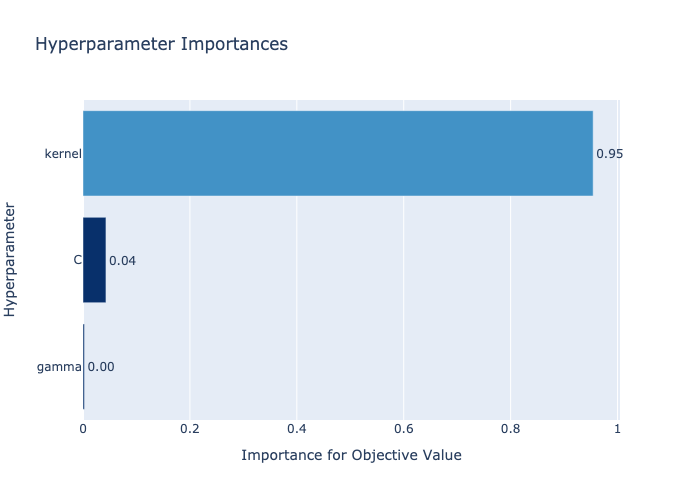 Hyperparameter Importances
Hyperparameter
kernel
0.95
C
0.04
gamma
0.00
0
0.2
0.4
0.6
0.8
1
Importance for Objective Value